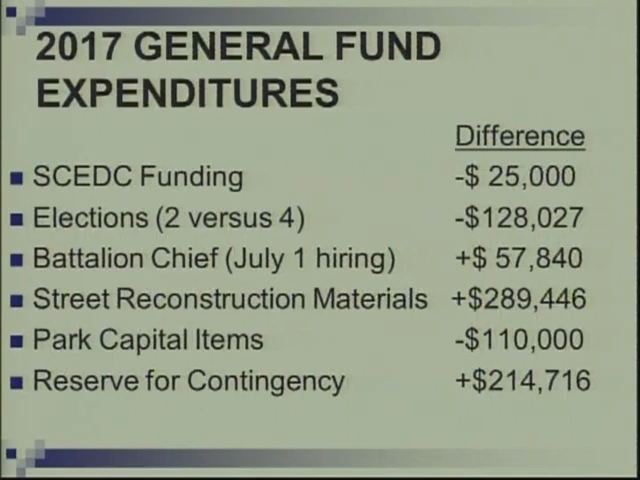 2017 GENERAL FUND
EXPENDITURES
Difference
SCEDC Funding -$ 25,000
Elections (2 versus 4) -$128,027
Battalion Chief (July 1 hiring) +$ 57,840
Street Reconstruction Materials +$289,446
Park Capital Items -$110,000
Reserve for Contingency +$214,716